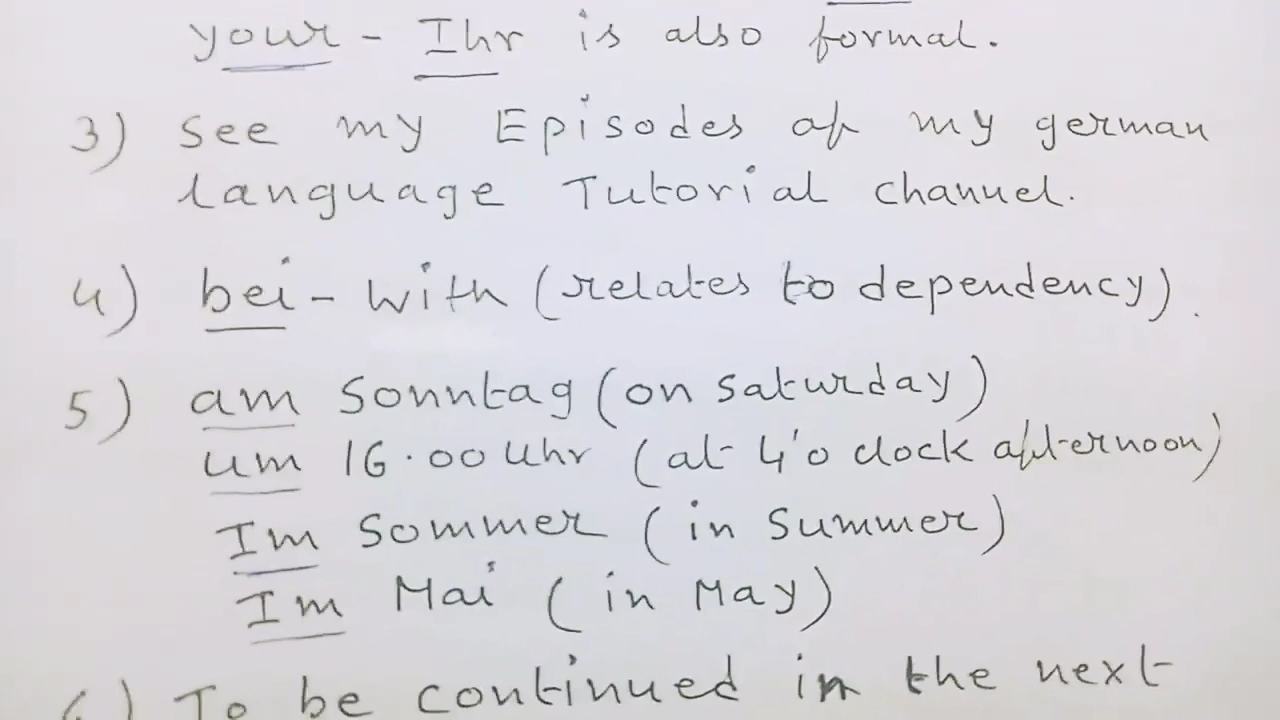 your - Ihr is also formal.
3) See my Episodes of my german
language Tutorial channel.
4) bei - with (relates to dependency).
5) am Sonntag (on saturday)
um 16.00 Uhr (at 4'o clock afternoon)
Im Sommer (in Summer)
Im Mai (in May)
6) To be continued in the next